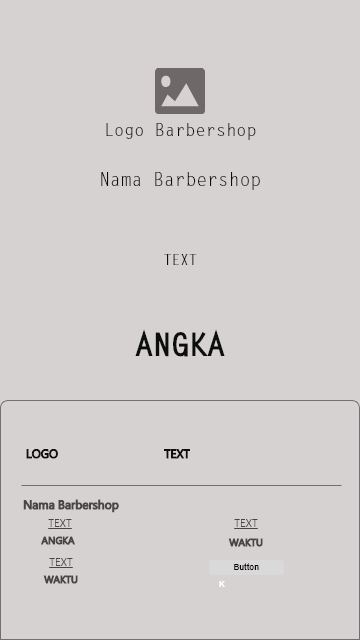 Logo Barbershop
Nama Barbershop
TEXT
ANGKA
LOGO TEXT
Nama Barbershop
TEXT TEXT
ANGKA WAKTU
TEXT Button
WAKTU K